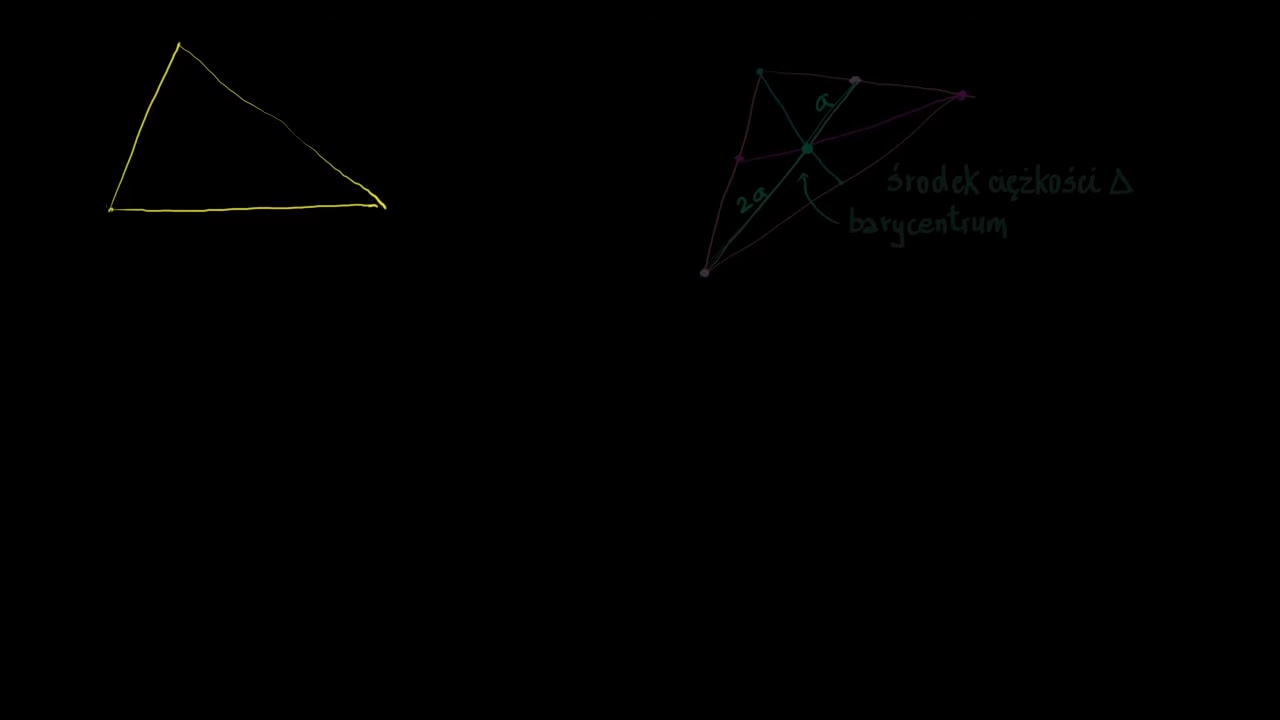 a
2a
środek ciężkości Δ
barycentrum